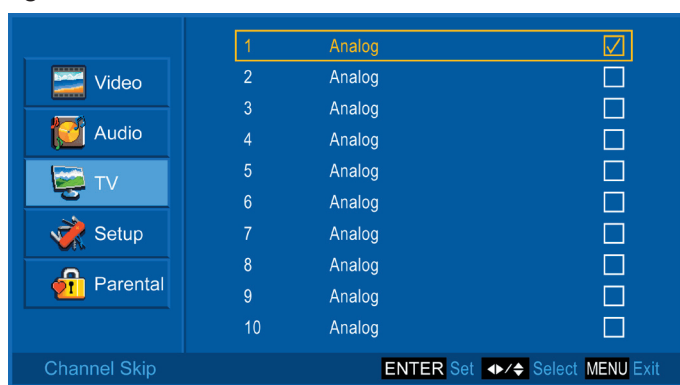 1 Analog
2 Analog
3 Analog
4 Analog
5 Analog
6 Analog
7 Analog
8 Analog
9 Analog
10 Analog
Video
Audio
TV
Setup
Parental
Channel Skip
ENTER Set Select MENU Exit